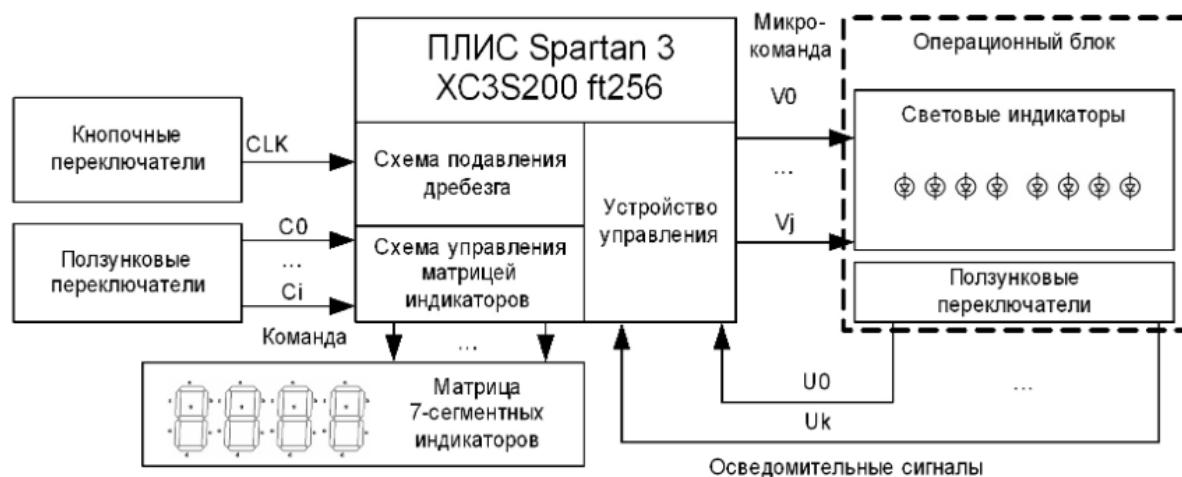 ПЛИС Spartan 3
XC3S200 ft256
Микро-
команда
Операционный блок
V0
Кнопочные
переключатели
CLK
Схема подавления
дребезга
Световые индикаторы
...
Устройство
управления
Vj
Ползунковые
переключатели
C0
...
Ci
Схема управления
матрицей
индикаторов
Ползунковые
переключатели
Команда
...
Матрица
7-сегментных
индикаторов
U0
...
Uk
Осведомительные сигналы